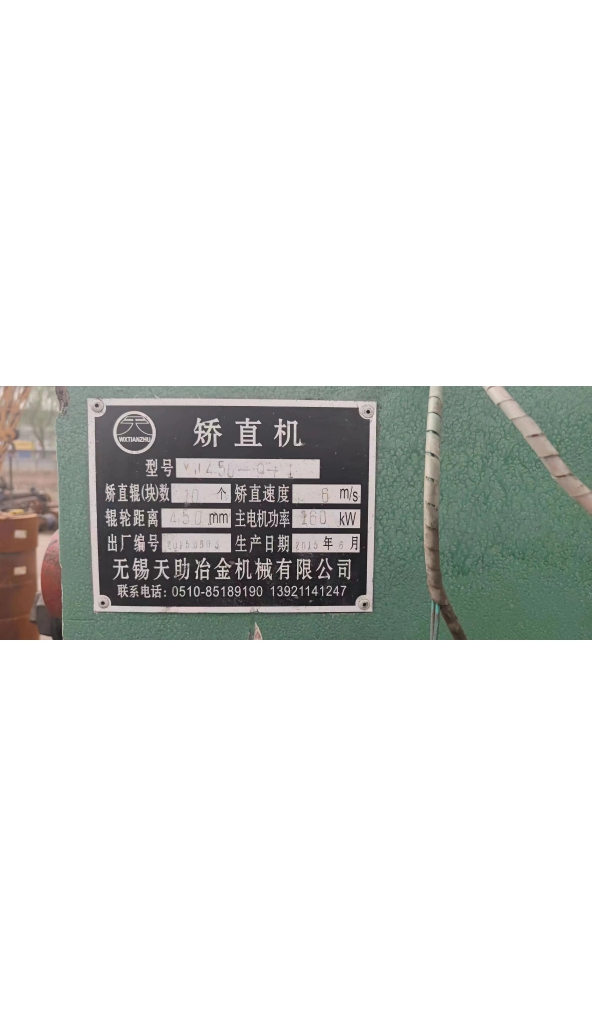 WXTIANZHU
矫直机
型号
矫直辊(块)数 10 个 矫直速度 6 m/s
辊轮距离 450 mm 主电机功率 160 kW
出厂编号 生产日期 2015 年 6 月
无锡天助冶金机械有限公司
联系电话: 0510-85189190 13921141247